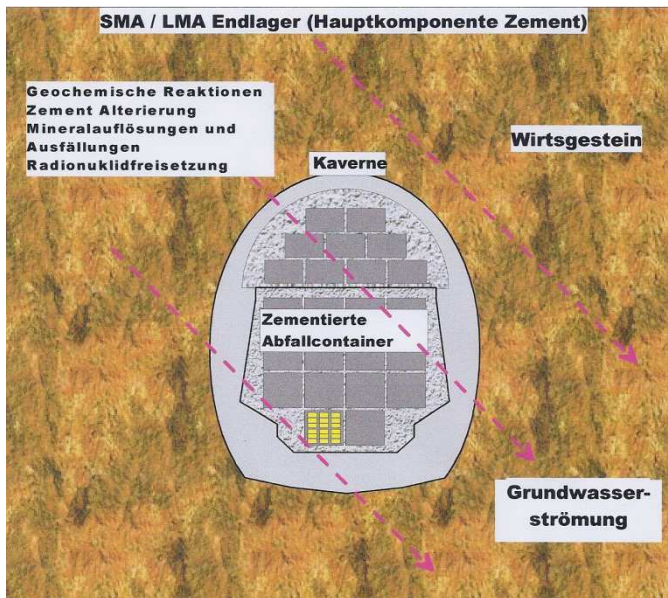 SMA / LMA Endlager (Hauptkomponente Zement)
Geochemische Reaktionen
Zement Alterierung
Mineralauflösungen und
Ausfällungen
Radionuklidfreisetzung
Wirtsgestein
Kaverne
Zementierte
Abfallcontainer
Grundwasser-
strömung